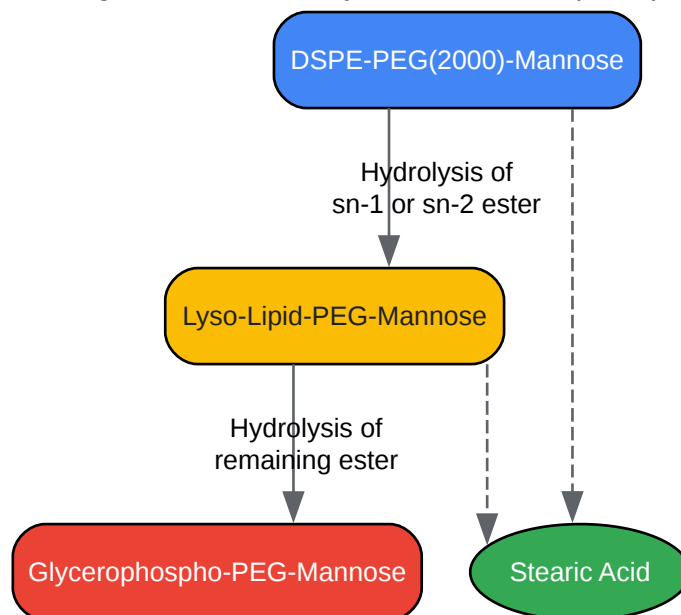 DSPE-PEG(2000)-Mannose
Hydrolysis of
sn-1 or sn-2 ester
Lyso-Lipid-PEG-Mannose
Hydrolysis of
remaining ester
Glycerophospho-PEG-Mannose
Stearic Acid